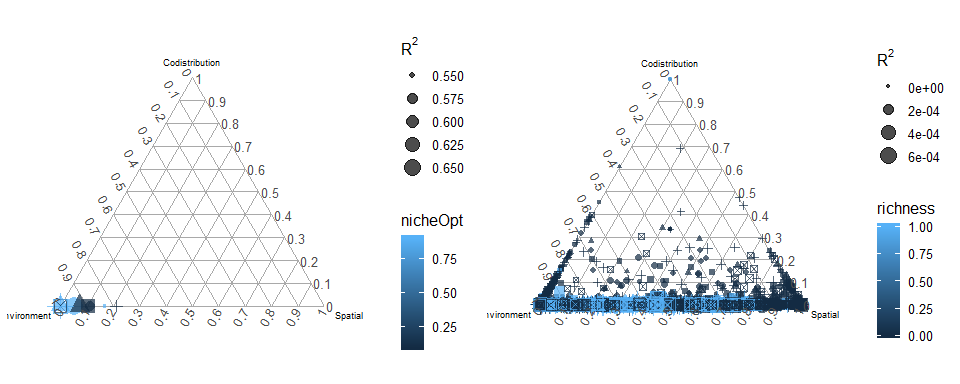 Codistribution
0 1
0.1 0.9
0.2 0.8
0.3 0.7
0.4 0.6
0.5 0.5
0.6 0.4
0.7 0.3
0.8 0.2
0.9 0.1
0
nvironment
0.1 0.2 0.3 0.4 0.5 0.6 0.7 0.8 0.9 1
Spatial
R2
0.550
0.575
0.600
0.625
0.650
nicheOpt
0.75
0.50
0.25
Codistribution
0 1
0.1 0.9
0.2 0.8
0.3 0.7
0.4 0.6
0.5 0.5
0.6 0.4
0.7 0.3
0.8 0.2
0.9 0.1
nvironment
Spatial
R2
0e+00
2e-04
4e-04
6e-04
richness
1.00
0.75
0.50
0.25
0.00